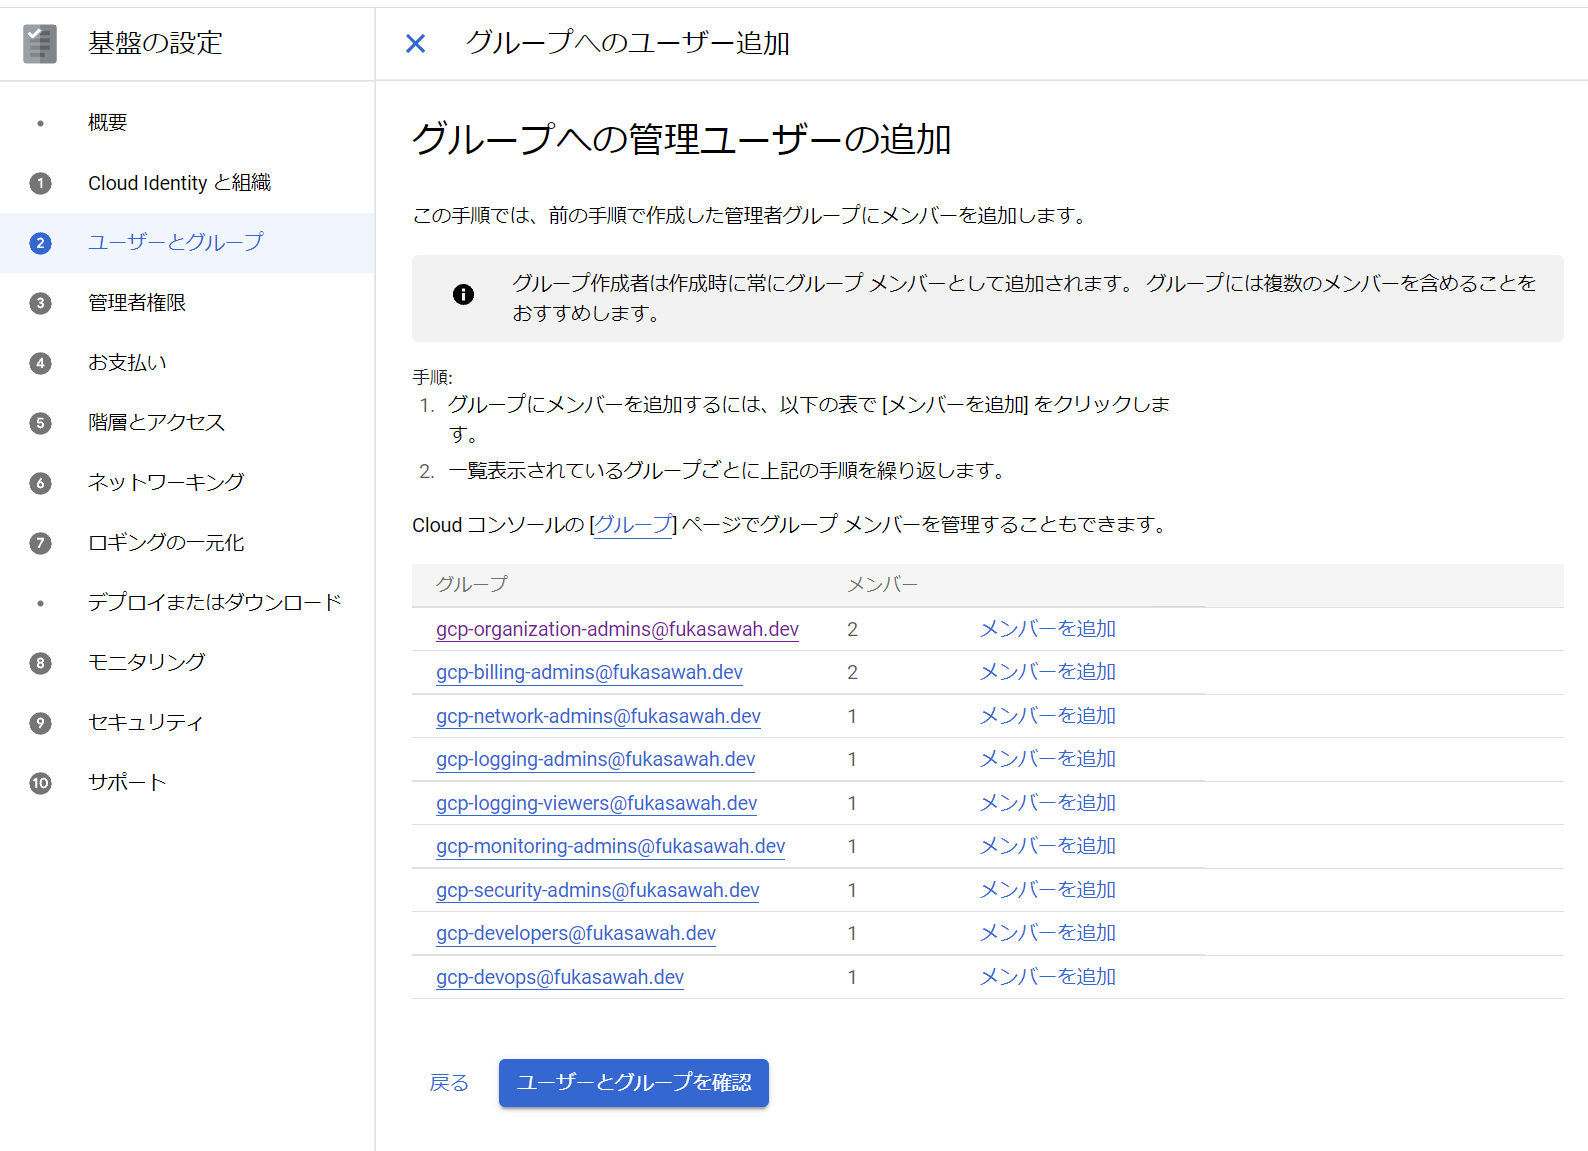 基盤の設定
グループへのユーザー追加
概要
1 Cloud Identity と組織
2 ユーザーとグループ
3 管理者権限
4 お支払い
5 階層とアクセス
6 ネットワーキング
7 ロギングの一元化
デプロイまたはダウンロード
8 モニタリング
9 セキュリティ
10 サポート
グループへの管理ユーザーの追加
この手順では、前の手順で作成した管理者グループにメンバーを追加します。
グループ作成者は作成時に常にグループ メンバーとして追加されます。 グループには複数のメンバーを含めることを
おすすめします。
手順:
1. グループにメンバーを追加するには、以下の表で [メンバーを追加] をクリックしま
す。
2. 一覧表示されているグループごとに上記の手順を繰り返します。
Cloud コンソールの [グループ] ページでグループ メンバーを管理することもできます。
グループ メンバー
gcp-organization-admins@fukasawah.dev 2 メンバーを追加
gcp-billing-admins@fukasawah.dev 2 メンバーを追加
gcp-network-admins@fukasawah.dev 1 メンバーを追加
gcp-logging-admins@fukasawah.dev 1 メンバーを追加
gcp-logging-viewers@fukasawah.dev 1 メンバーを追加
gcp-monitoring-admins@fukasawah.dev 1 メンバーを追加
gcp-security-admins@fukasawah.dev 1 メンバーを追加
gcp-developers@fukasawah.dev 1 メンバーを追加
gcp-devops@fukasawah.dev 1 メンバーを追加
戻る ユーザーとグループを確認